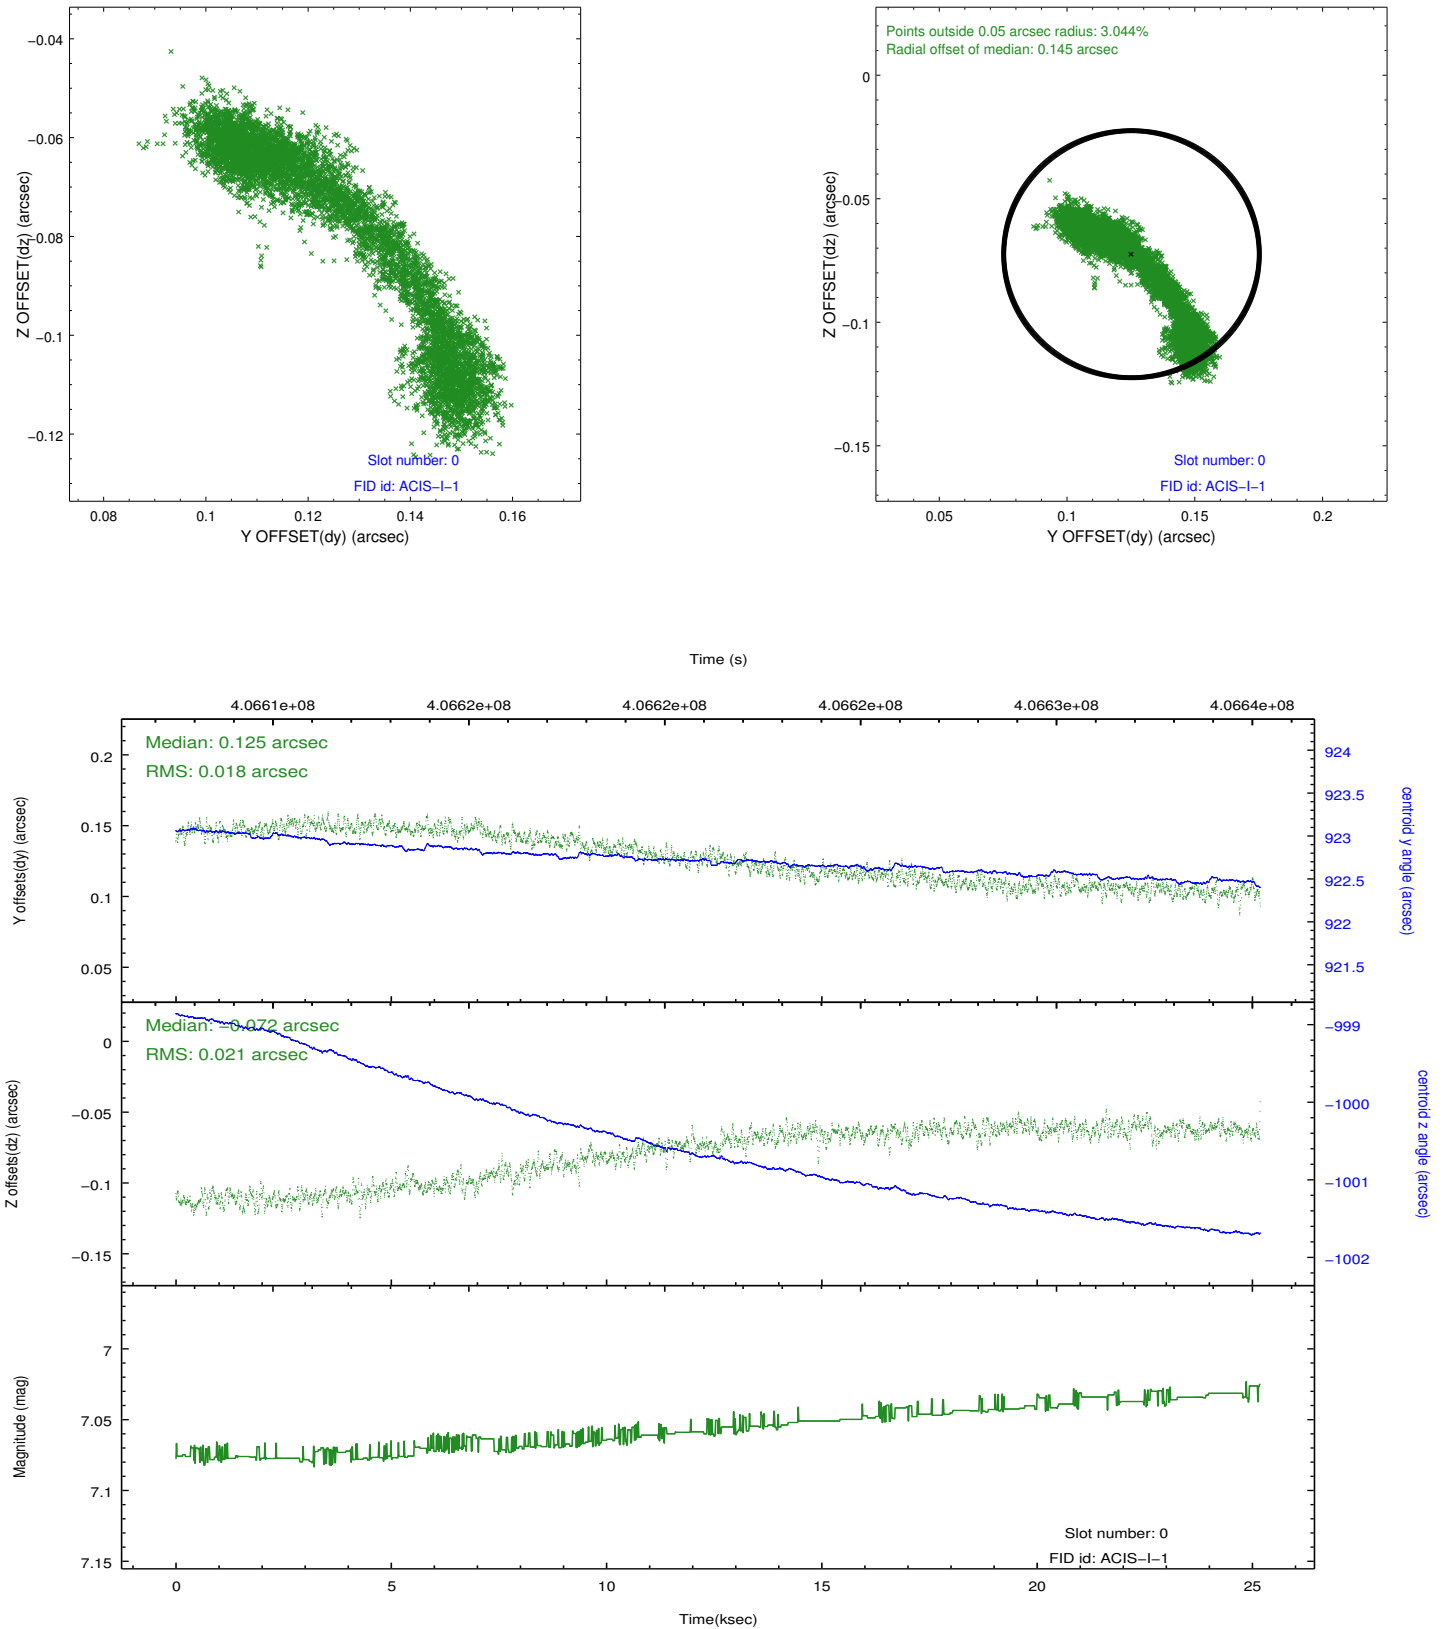 −0.04
−0.06
−0.08
−0.1
−0.12
Z OFFSET(dz) (arcsec)
0.08
0.1
0.12
0.14
0.16
Y OFFSET(dy) (arcsec)
Slot number: 0
FID id: ACIS−I−1
Points outside 0.05 arcsec radius: 3.044%
Radial offset of median: 0.145 arcsec
0
−0.05
−0.1
−0.15
Z OFFSET(dz) (arcsec)
0.05
0.1
0.15
0.2
Y OFFSET(dy) (arcsec)
Slot number: 0
FID id: ACIS−I−1
Time (s)
4.0661e+08
4.0662e+08
4.0662e+08
4.0662e+08
4.0663e+08
4.0664e+08
Median: 0.125 arcsec
RMS: 0.018 arcsec
0.2
0.15
0.1
0.05
Y offsets(dy) (arcsec)
924
923.5
923
922.5
922
921.5
centroid y angle (arcsec)
Median: −0.072 arcsec
RMS: 0.021 arcsec
0
−0.05
−0.1
−0.15
Z offsets(dz) (arcsec)
−999
−1000
−1001
−1002
centroid z angle (arcsec)
7
7.05
7.1
7.15
Magnitude (mag)
Slot number: 0
FID id: ACIS−I−1
0
5
10
15
20
25
Time(ksec)